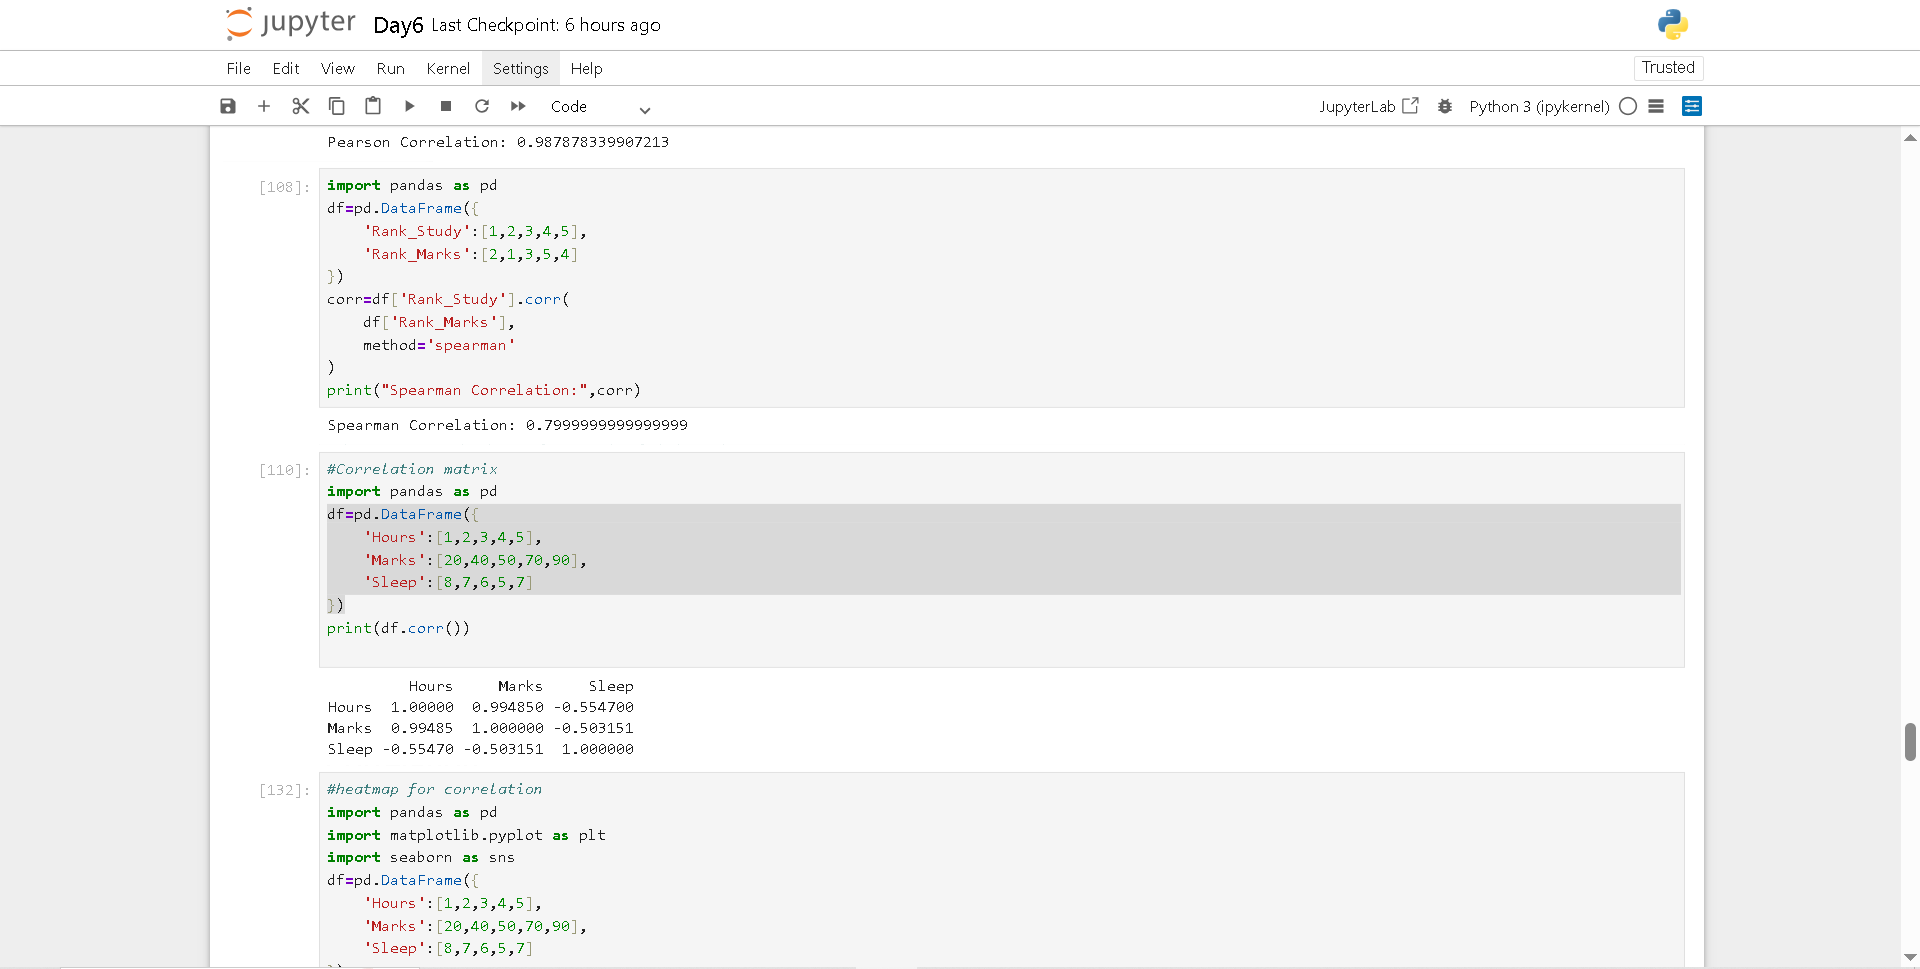 jupyter Day6 Last Checkpoint: 6 hours ago
File Edit View Run Kernel Settings Help Trusted
Code JupyterLab Python 3 (ipykernel)
Pearson Correlation: 0.987878339907213
[108]:
import pandas as pd
df=pd.DataFrame({
    'Rank_Study':[1,2,3,4,5],
    'Rank_Marks':[2,1,3,5,4]
})
corr=df['Rank_Study'].corr(
    df['Rank_Marks'],
    method='spearman'
)
print("Spearman Correlation:",corr)
Spearman Correlation: 0.7999999999999999
[110]:
#Correlation matrix
import pandas as pd
df=pd.DataFrame({
    'Hours':[1,2,3,4,5],
    'Marks':[20,40,50,70,90],
    'Sleep':[8,7,6,5,7]
})
print(df.corr())
         Hours     Marks     Sleep
Hours  1.00000  0.994850 -0.554700
Marks  0.99485  1.000000 -0.503151
Sleep -0.55470 -0.503151  1.000000
[132]:
#heatmap for correlation
import pandas as pd
import matplotlib.pyplot as plt
import seaborn as sns
df=pd.DataFrame({
    'Hours':[1,2,3,4,5],
    'Marks':[20,40,50,70,90],
    'Sleep':[8,7,6,5,7]